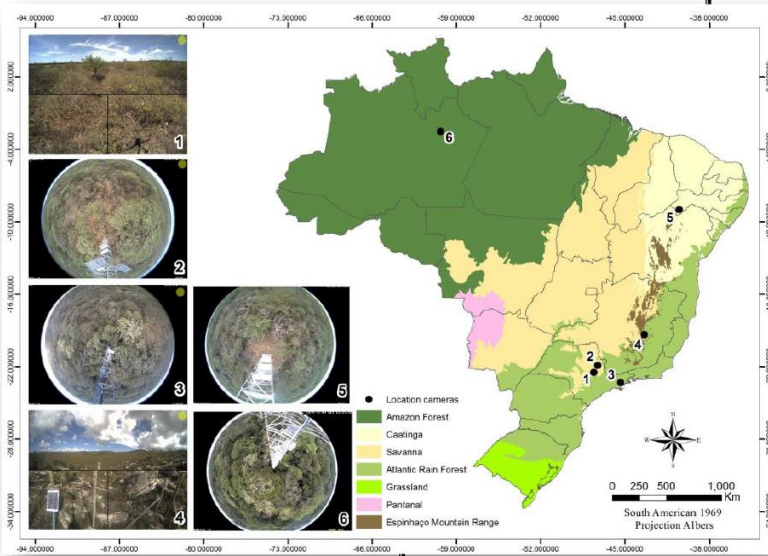 -94.000000 -87.000000 -80.000000 -73.000000 -66.000000 -59.000000 -52.000000 -45.000000 -38.000000
2.000000
-4.000000
-10.000000
-16.000000
-22.000000
-28.000000
-34.000000
1
2
3
4
5
6
6
5
4
2
1
3
Location cameras
Amazon Forest
Caatinga
Savanna
Atlantic Rain Forest
Grassland
Pantanal
Espinhaço Mountain Range
N
W E
S
0 250 500 1,000
Km
South American 1969
Projection Albers
-94.000000 -87.000000 -80.000000 -73.000000 -66.000000 -59.000000 -52.000000 -45.000000 -38.000000